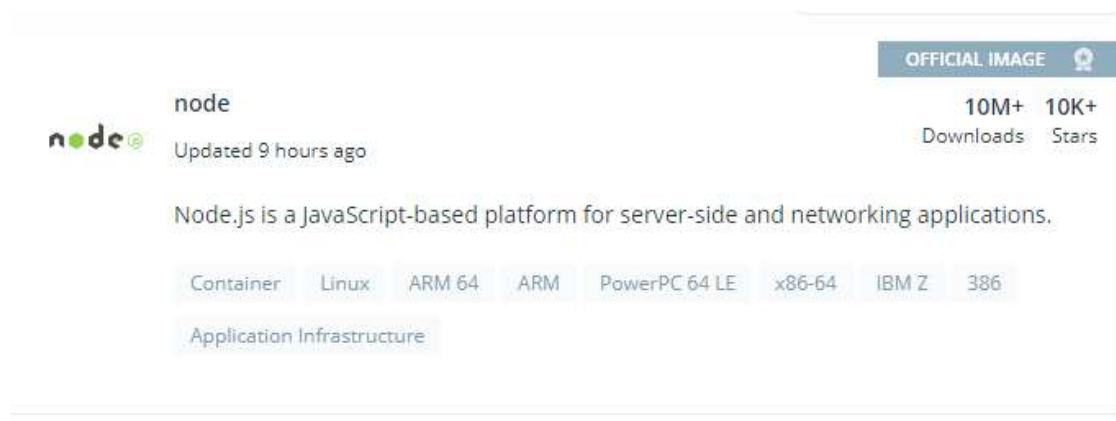 OFFICIAL IMAGE
node
node
10M+ 10K+
Updated 9 hours ago
Downloads Stars
Node.js is a JavaScript-based platform for server-side and networking applications.
Container Linux ARM 64 ARM PowerPC 64 LE x86-64 IBM Z 386
Application Infrastructure